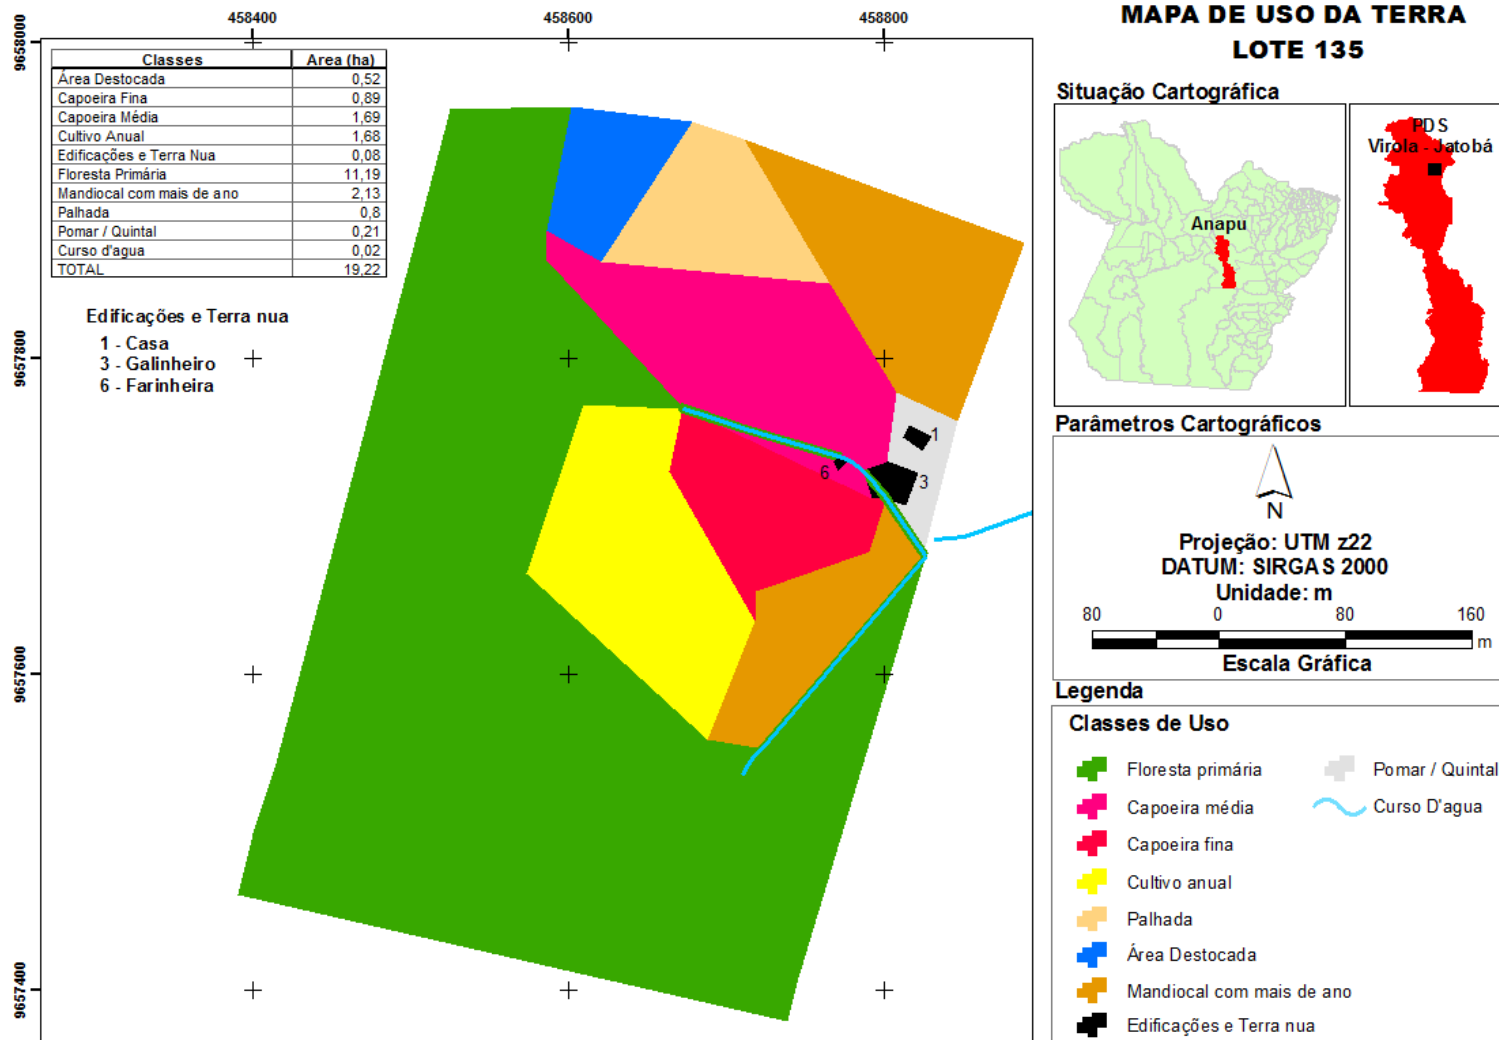 MAPA DE USO DA TERRA
LOTE 135
458400 458600 458800
9658000
9657800
9657600
9657400
Classes Area (ha)
Área Destocada 0,52
Capoeira Fina 0,89
Capoeira Média 1,69
Cultivo Anual 1,68
Edificações e Terra Nua 0,08
Floresta Primária 11,19
Mandiocal com mais de ano 2,13
Palhada 0,8
Pomar / Quintal 0,21
Curso d'agua 0,02
TOTAL 19,22
Edificações e Terra nua
1 - Casa
3 - Galinheiro
6 - Farinheira
1
6
3
Situação Cartográfica
Anapu
PDS
Virola - Jatobá
Parâmetros Cartográficos
N
Projeção: UTM z22
DATUM: SIRGAS 2000
Unidade: m
80 0 80 160
m
Escala Gráfica
Legenda
Classes de Uso
Floresta primária
Capoeira média
Capoeira fina
Cultivo anual
Palhada
Área Destocada
Mandiocal com mais de ano
Edificações e Terra nua
Pomar / Quintal
Curso D'agua